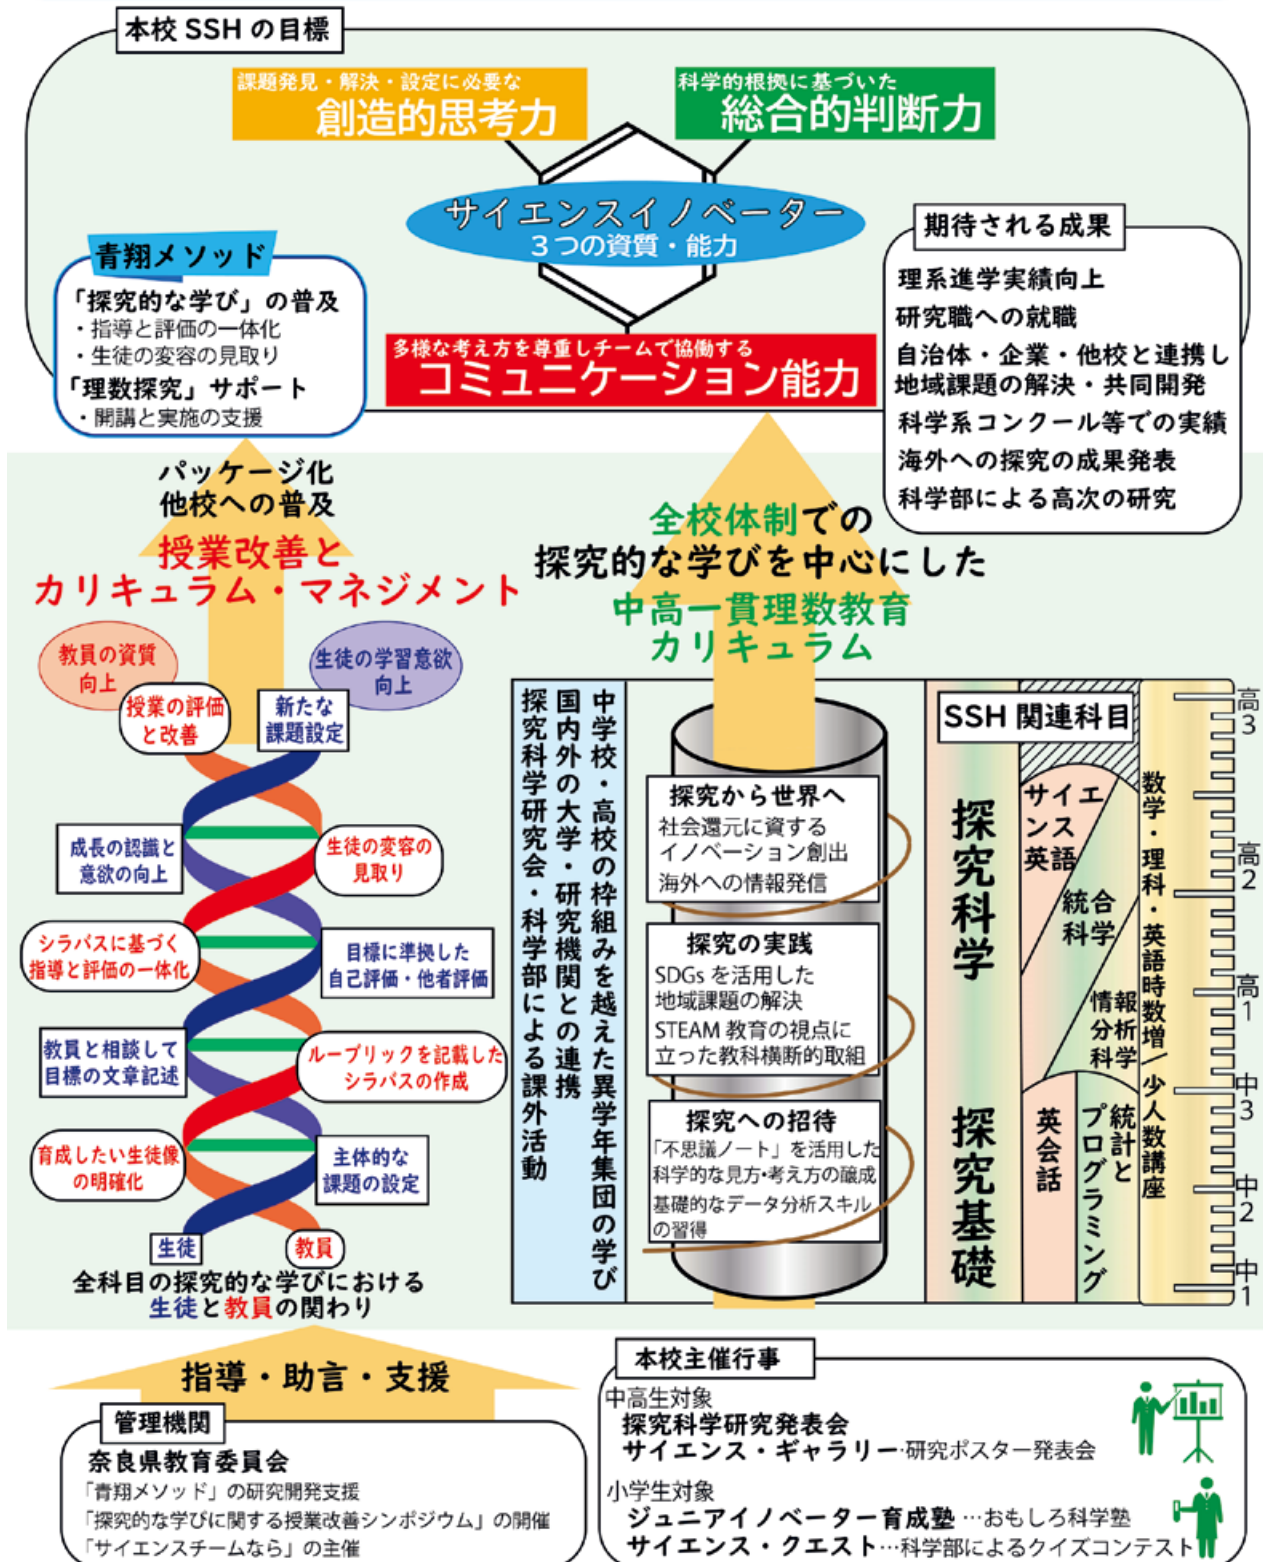 本校 SSH の目標
課題発見・解決・設定に必要な
創造的思考力
科学的根拠に基づいた
総合的判断力
サイエンスイノベーター
3つの資質・能力
多様な考え方を尊重しチームで協働する
コミュニケーション能力
青翔メソッド
「探究的な学び」の普及
・指導と評価の一体化
・生徒の変容の見取り
「理数探究」サポート
・開講と実施の支援
期待される成果
理系進学実績向上
研究職への就職
自治体・企業・他校と連携し
地域課題の解決・共同開発
科学系コンクール等での実績
海外への探究の成果発表
科学部による高次の研究
パッケージ化
他校への普及
授業改善と
カリキュラム・マネジメント
全校体制での
探究的な学びを中心にした
中高一貫理数教育
カリキュラム
教員の資質
向上
生徒の学習意欲
向上
授業の評価
と改善
新たな
課題設定
成長の認識と
意欲の向上
生徒の変容の
見取り
シラバスに基づく
指導と評価の一体化
目標に準拠した
自己評価・他者評価
教員と相談して
目標の文章記述
ルーブリックを記載した
シラバスの作成
育成したい生徒像
の明確化
主体的な
課題の設定
生徒
教員
全科目の探究的な学びにおける
生徒と教員の関わり
中学校・高校の枠組みを越えた異学年集団の学び
国内外の大学・研究機関との連携
探究科学研究会・科学部による課外活動
探究から世界へ
社会還元に資する
イノベーション創出
海外への情報発信
探究の実践
SDGs を活用した
地域課題の解決
STEAM 教育の視点に
立った教科横断的取組
探究への招待
「不思議ノート」を活用した
科学的な見方・考え方の醸成
基礎的なデータ分析スキル
の習得
SSH 関連科目
探究科学
探究基礎
サイエ
ンス
英語
統合
科学
情報
分析
科学
英会話
統計と
プログラミング
数学・理科・英語時数増/少人数講座
高3
高2
高1
中3
中2
中1
指導・助言・支援
管理機関
奈良県教育委員会
「青翔メソッド」の研究開発支援
「探究的な学びに関する授業改善シンポジウム」の開催
「サイエンスチームなら」の主催
本校主催行事
中高生対象
探究科学研究発表会
サイエンス・ギャラリー…研究ポスター発表会
小学生対象
ジュニアイノベーター育成塾…おもしろ科学塾
サイエンス・クエスト…科学部によるクイズコンテスト